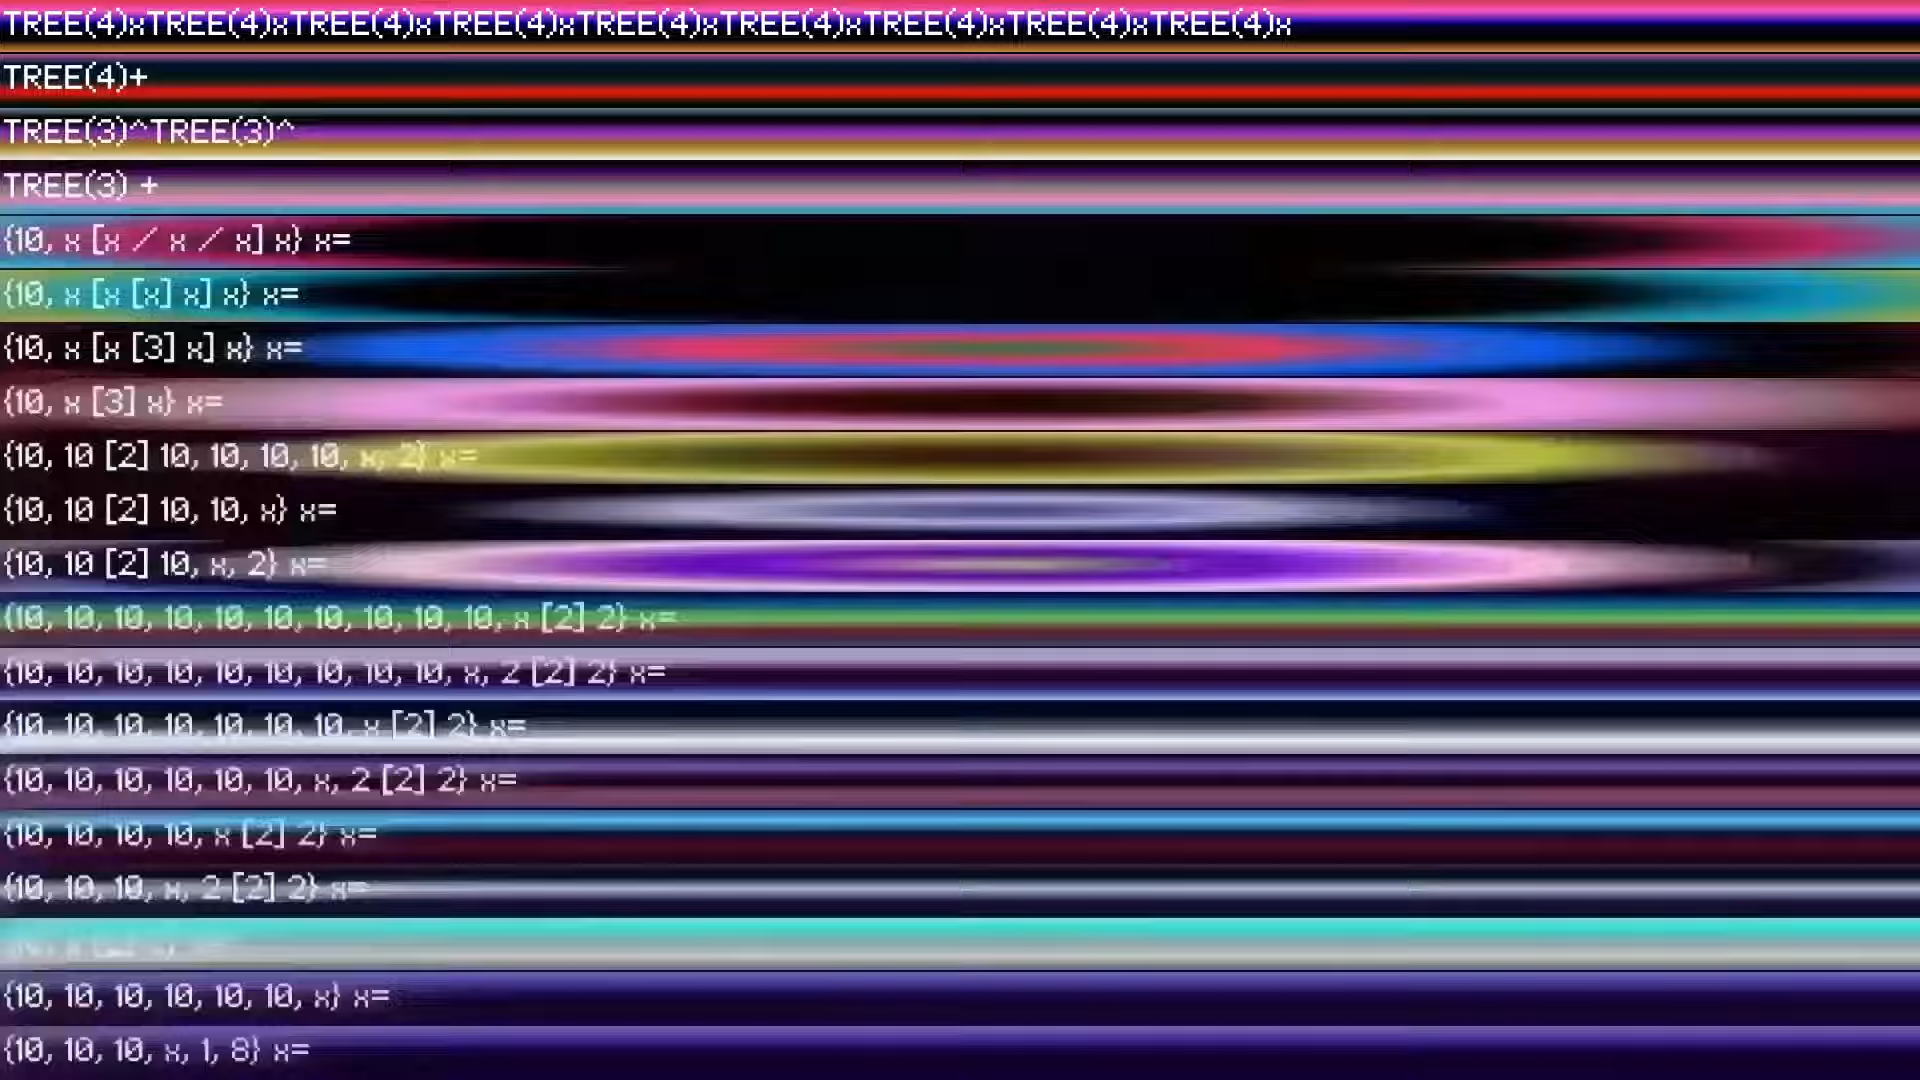 TREE(4)xTREE(4)xTREE(4)xTREE(4)xTREE(4)xTREE(4)xTREE(4)xTREE(4)xTREE(4)x
TREE(4)+
TREE(3)^TREE(3)^
TREE(3) +
{10, x [x / x / x] x} x=
{10, x [x [x] x] x} x=
{10, x [x [3] x] x} x=
{10, x [3] x} x=
{10, 10 [2] 10, 10, 10, 10, x, 2} x=
{10, 10 [2] 10, 10, x} x=
{10, 10 [2] 10, x, 2} x=
{10, 10, 10, 10, 10, 10, 10, 10, 10, 10, x [2] 2} x=
{10, 10, 10, 10, 10, 10, 10, 10, 10, x, 2 [2] 2} x=
{10, 10, 10, 10, 10, 10, 10, x [2] 2} x=
{10, 10, 10, 10, 10, 10, x, 2 [2] 2} x=
{10, 10, 10, 10, x [2] 2} x=
{10, 10, 10, x, 2 [2] 2} x=
{10, 10, 10, 10, 10, 10, x} x=
{10, 10, 10, x, 1, 8} x=